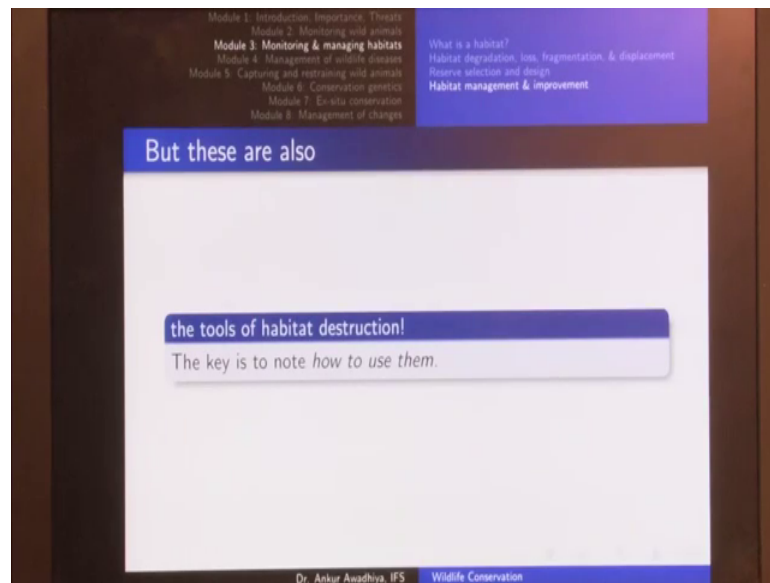 Module 1: Introduction, Importance, Threats
Module 2: Monitoring wild animals
Module 3: Monitoring & managing habitats
Module 4: Management of wildlife diseases
Module 5: Capturing and restraining wild animals
Module 6: Conservation genetics
Module 7: Ex-situ conservation
Module 8: Management of changes
What is a habitat?
Habitat degradation, loss, fragmentation, & displacement
Reserve selection and design
Habitat management & improvement
But these are also
the tools of habitat destruction!
The key is to note how to use them.
Dr. Ankur Awadhiya, IFS
Wildlife Conservation